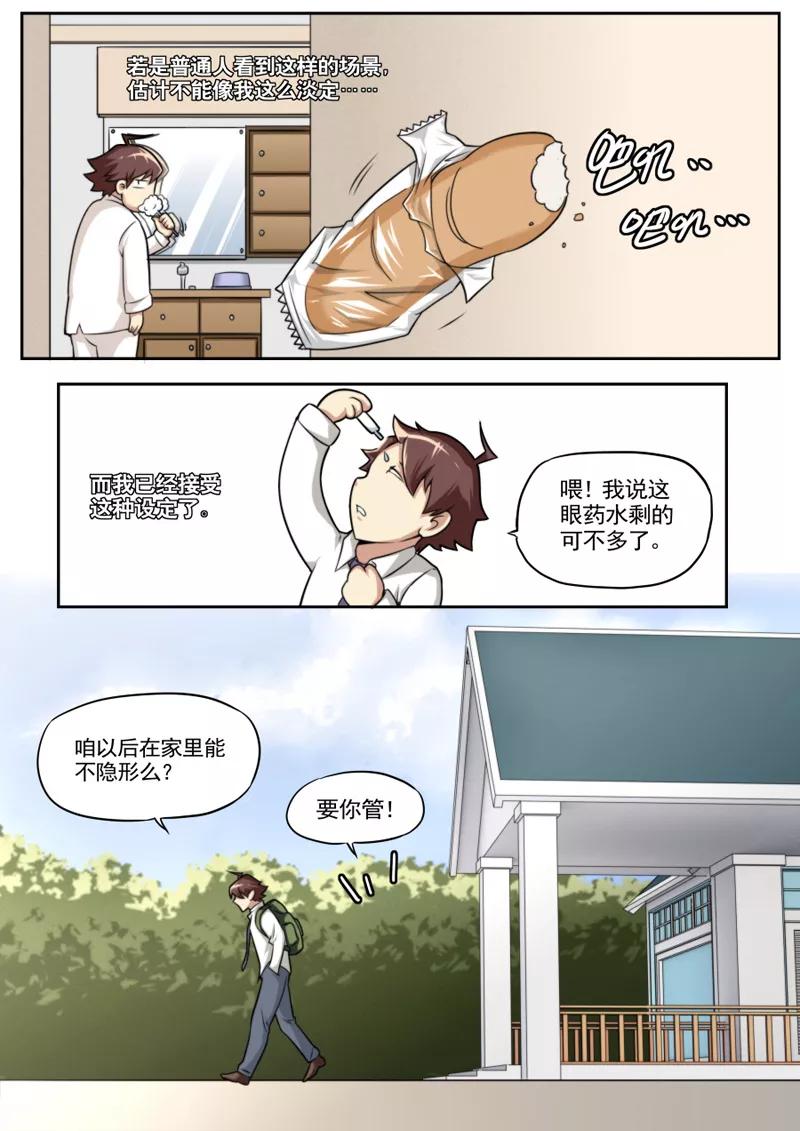 若是普通人看到这样的场景，
估计不能像我这么淡定……
吧叽..
吧叽...
而我已经接受
这种设定了。
喂！我说这
眼药水剩的
可不多了。
咱以后在家里能
不隐形么？
要你管！